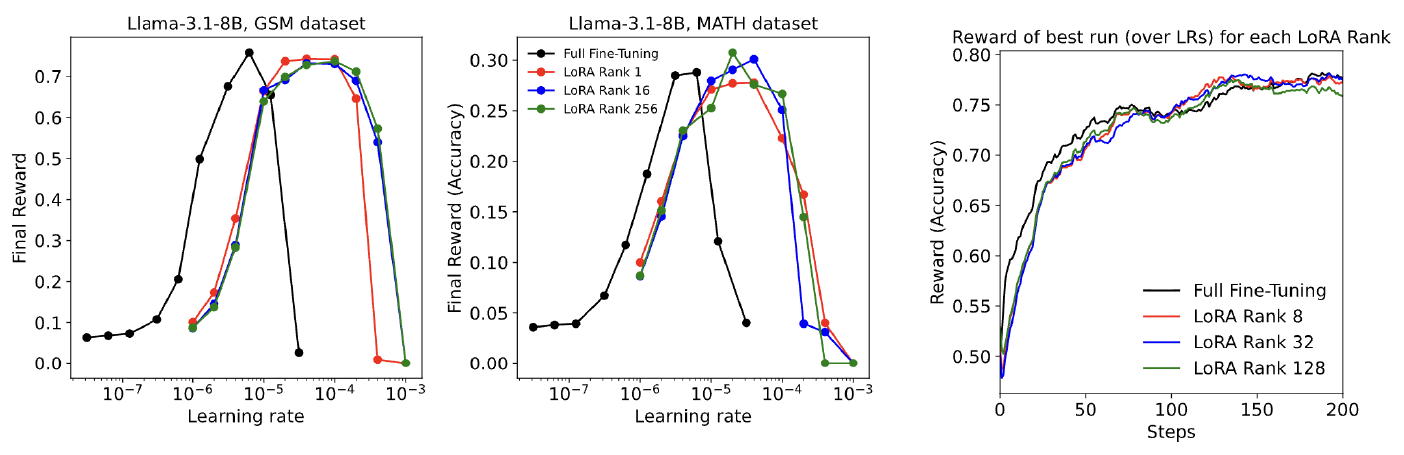 Llama-3.1-8B, GSM dataset
Final Reward
0.7
0.6
0.5
0.4
0.3
0.2
0.1
0.0
10⁻⁷ 10⁻⁶ 10⁻⁵ 10⁻⁴ 10⁻³
Learning rate
Llama-3.1-8B, MATH dataset
Final Reward (Accuracy)
0.30
0.25
0.20
0.15
0.10
0.05
0.00
Full Fine-Tuning
LoRA Rank 1
LoRA Rank 16
LoRA Rank 256
10⁻⁷ 10⁻⁶ 10⁻⁵ 10⁻⁴ 10⁻³
Learning rate
Reward of best run (over LRs) for each LoRA Rank
Reward (Accuracy)
0.80
0.75
0.70
0.65
0.60
0.55
0.50
Full Fine-Tuning
LoRA Rank 8
LoRA Rank 32
LoRA Rank 128
0 50 100 150 200
Steps